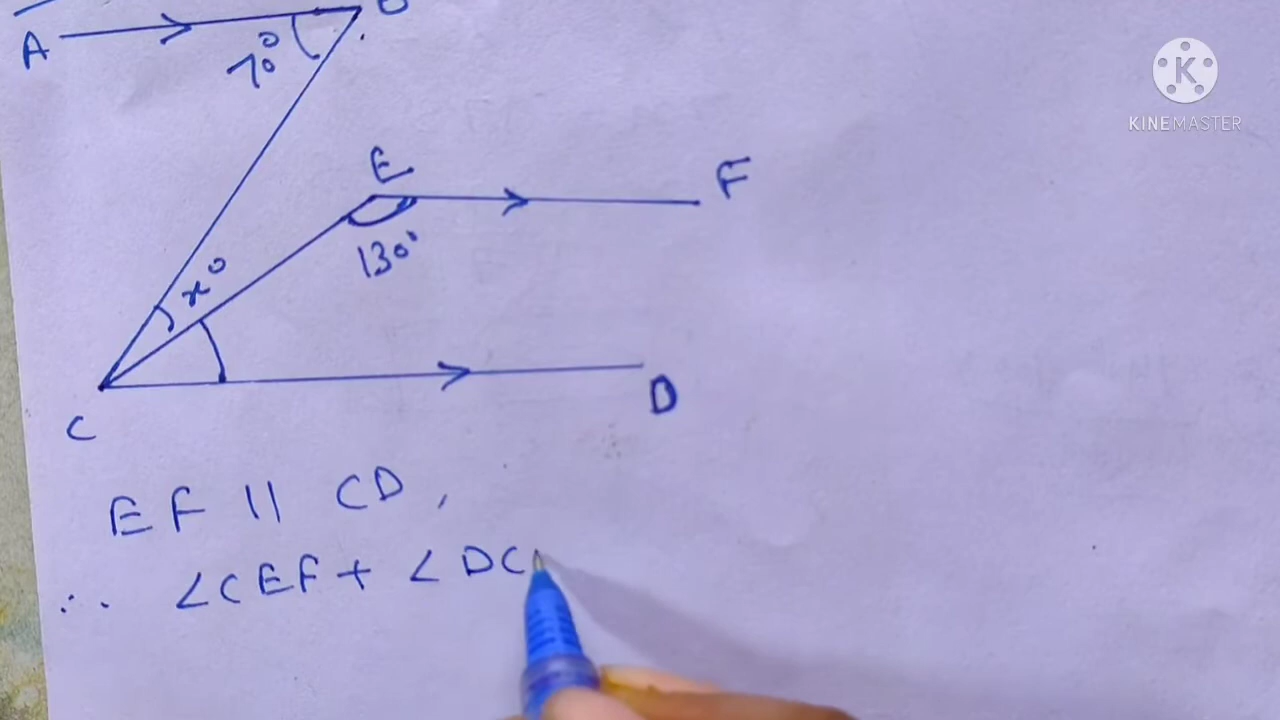 A
70°
E
F
130°
x°
C
D
EF || CD,
∴ ∠CEF + ∠DC
KINEMASTER